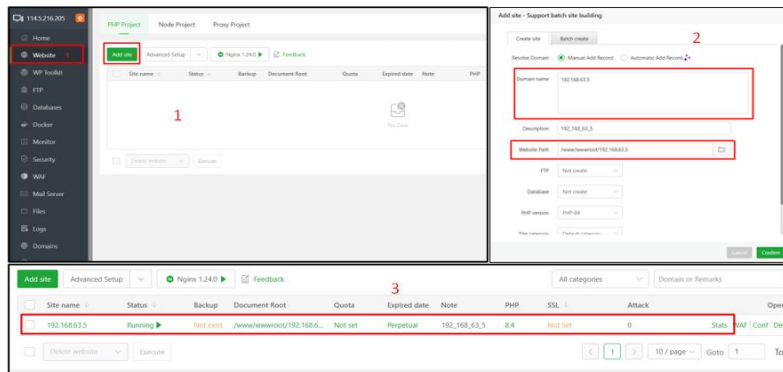 114.5.216.205
Home
Website
WP Toolkit
FTP
Databases
Docker
Monitor
Security
WAF
Mail Server
Files
Logs
Domains
PHP Project Node Project Proxy Project
Add site Advanced Setup Nginx 1.24.0 Feedback
Site name Status Backup Document Root Quota Expired date Note PHP
1
No Data
Delete website Execute
Add site - Support batch site building
Create site Batch create
2
Resolve Domain Manual Add Record Automatic Add Record
Domain name 192.168.63.5
Description 192_168_63_5
Website Path /www/wwwroot/192.168.63.5
FTP Not create
Database Not create
PHP version PHP-84
Site category Default category
Cancel Confirm
Add site Advanced Setup Nginx 1.24.0 Feedback All categories Domain or Remarks
3
Site name Status Backup Document Root Quota Expired date Note PHP SSL Attack Oper
192.168.63.5 Running Not exist /www/wwwroot/192.168.6... Not set Perpetual 192_168_63_5 8.4 Not Set 0 Stats WAF Conf Del
Delete website Execute 1 10 / page Goto 1 To